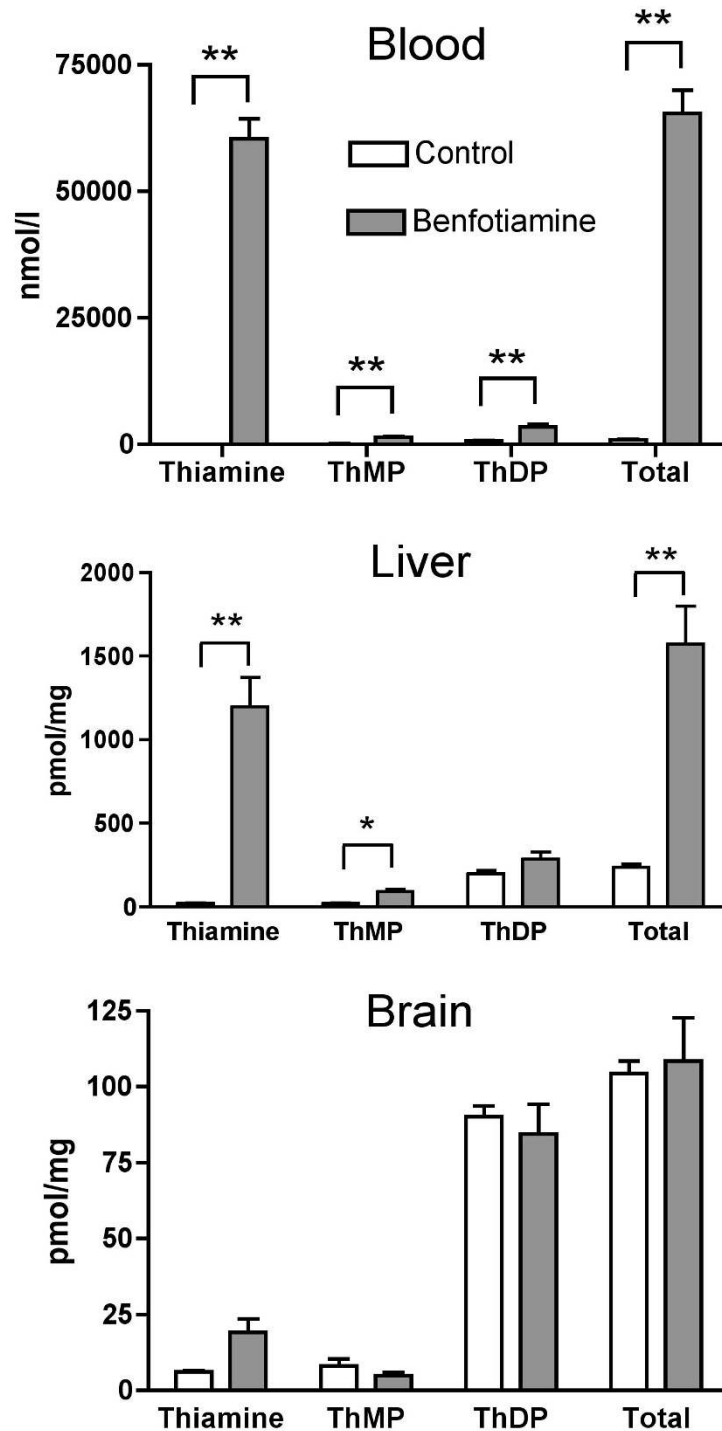 Blood
**
**
75000
Control
50000
Benfotiamine
nmol/l
25000
**
**
0
Thiamine ThMP ThDP Total
Liver
2000
**
**
1500
pmol/mg
1000
500
*
0
Thiamine ThMP ThDP Total
Brain
125
100
75
pmol/mg
50
25
0
Thiamine ThMP ThDP Total